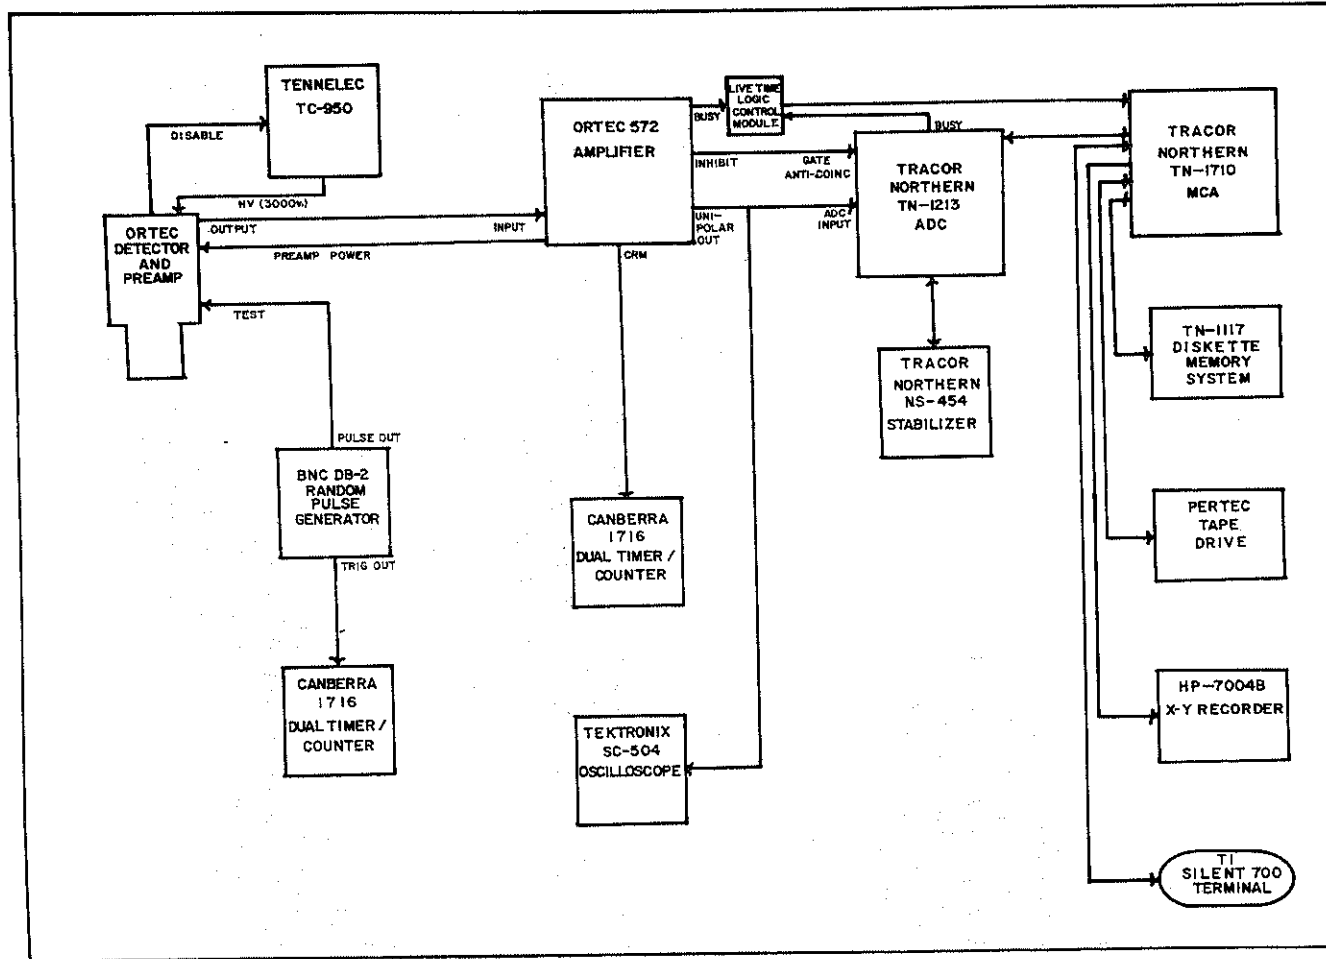 TENNELEC
TC-950
DISABLE
HV (3000v.)
ORTEC
DETECTOR
AND
PREAMP
OUTPUT
INPUT
PREAMP POWER
TEST
ORTEC 572
AMPLIFIER
BUSY
INHIBIT
UNI-
POLAR
OUT
CRM
LIVE TIME
LOGIC
CONTROL
MODULE
BUSY
GATE
ANTI-COINC
ADC
INPUT
TRACOR
NORTHERN
TN-1213
ADC
TRACOR
NORTHERN
TN-1710
MCA
TRACOR
NORTHERN
NS-454
STABILIZER
TN-1117
DISKETTE
MEMORY
SYSTEM
PULSE OUT
BNC DB-2
RANDOM
PULSE
GENERATOR
TRIG OUT
CANBERRA
1716
DUAL TIMER /
COUNTER
PERTEC
TAPE
DRIVE
CANBERRA
1716
DUAL TIMER /
COUNTER
TEKTRONIX
SC-504
OSCILLOSCOPE
HP-7004B
X-Y RECORDER
TI
SILENT 700
TERMINAL